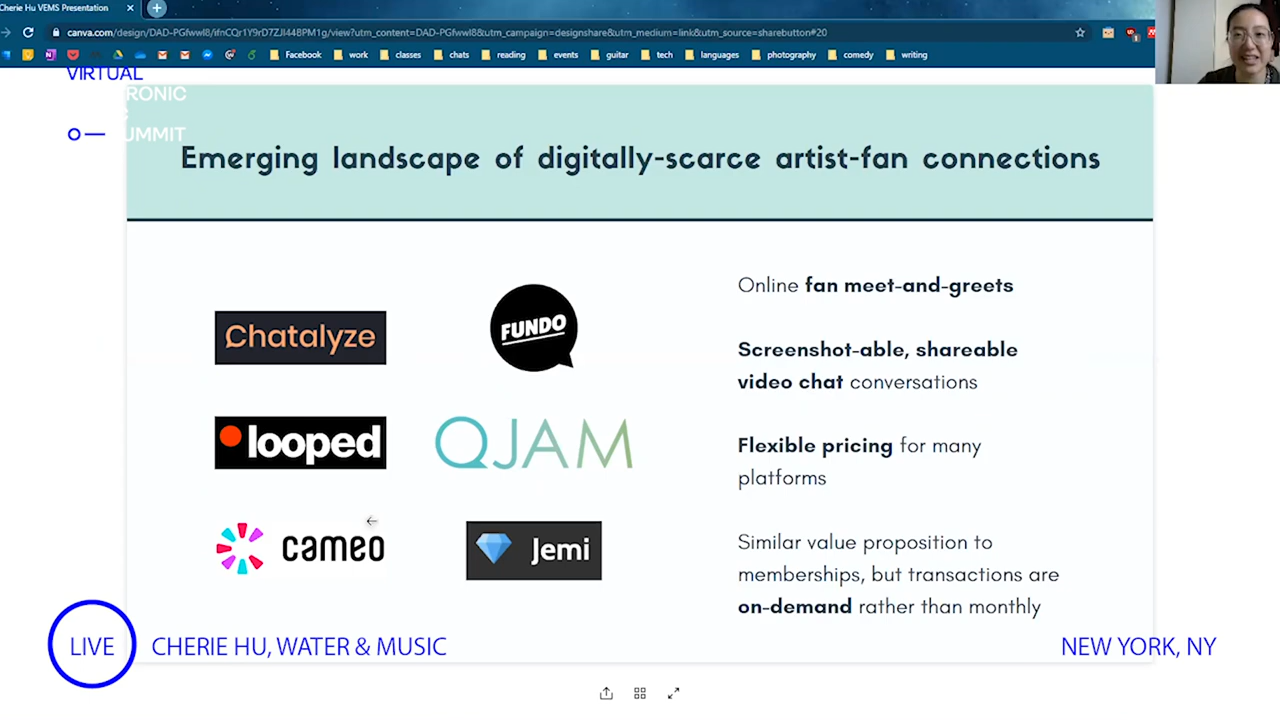 Cherie Hu VEMS Presentation
canva.com/design/DAD-PGfwwl8/ifnCQr1Y9rD7ZJI448PM1g/view?utm_content=DAD-PGfwwl8&utm_campaign=designshare&utm_medium=link&utm_source=sharebutton#20
Facebook work classes chats reading events guitar tech languages photography comedy writing
VIRTUAL
RONIC
SUMMIT
Emerging landscape of digitally-scarce artist-fan connections
Chatalyze
FUNDO
looped
QJAM
cameo
Jemi
Online fan meet-and-greets
Screenshot-able, shareable
video chat conversations
Flexible pricing for many
platforms
Similar value proposition to
memberships, but transactions are
on-demand rather than monthly
LIVE
CHERIE HU, WATER & MUSIC
NEW YORK, NY